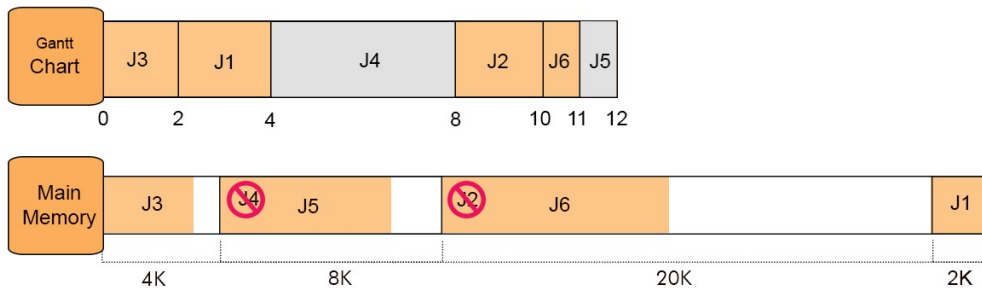 Gantt
Chart
J3 J1 J4 J2 J6 J5
0 2 4 8 10 11 12
Main
Memory
J3 J4 J5 J2 J6 J1
4K 8K 20K 2K